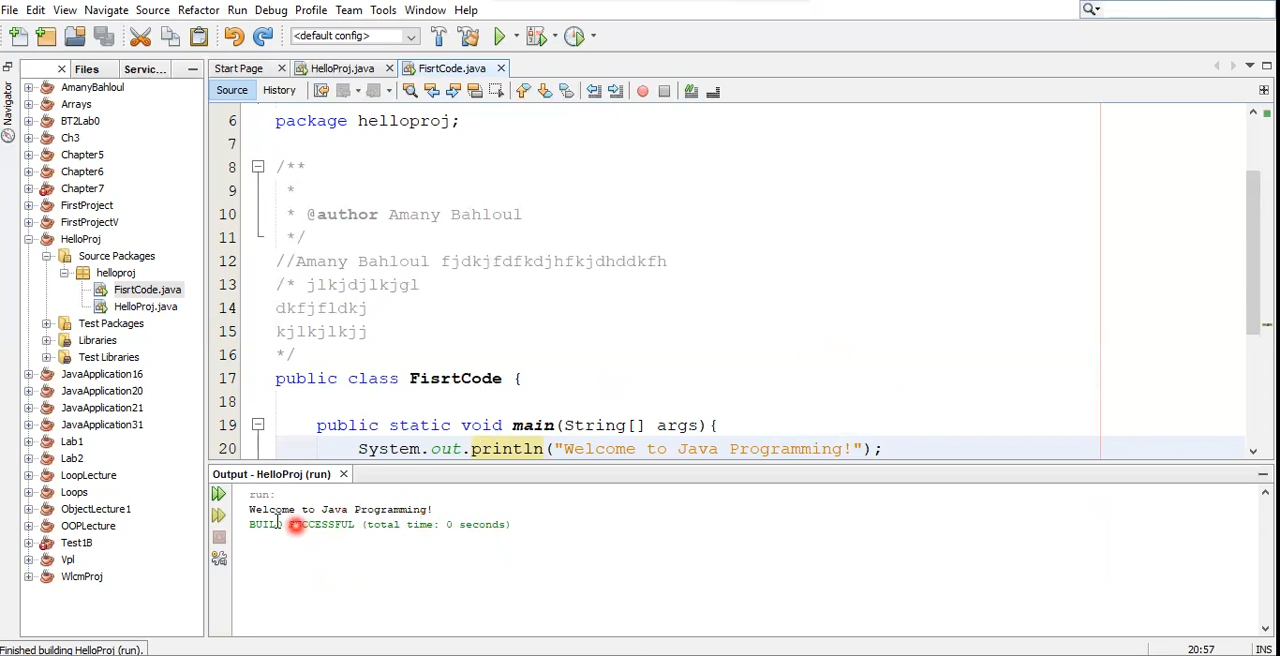 File Edit View Navigate Source Refactor Run Debug Profile Team Tools Window Help
<default config>
Files Servic...
Start Page HelloProj.java FisrtCode.java
Source History
Navigator
AmanyBahloul
Arrays
BT2Lab0
Ch3
Chapter5
Chapter6
Chapter7
FirstProject
FirstProjectV
HelloProj
Source Packages
helloproj
FisrtCode.java
HelloProj.java
Test Packages
Libraries
Test Libraries
JavaApplication16
JavaApplication20
JavaApplication21
JavaApplication31
Lab1
Lab2
LoopLecture
Loops
ObjectLecture1
OOPLecture
Test1B
Vpl
WlcmProj
6 package helloproj;
7
8 /**
9 *
10 * @author Amany Bahloul
11 */
12 //Amany Bahloul fjdkjfdfkdjhfkjdhddkfh
13 /* jlkjdjlkjgl
14 dkfjfldkj
15 kjlkjlkjj
16 */
17 public class FisrtCode {
18
19 public static void main(String[] args){
20 System.out.println("Welcome to Java Programming!");
Output - HelloProj (run)
run:
Welcome to Java Programming!
BUILD SUCCESSFUL (total time: 0 seconds)
Finished building HelloProj (run).
20:57 INS